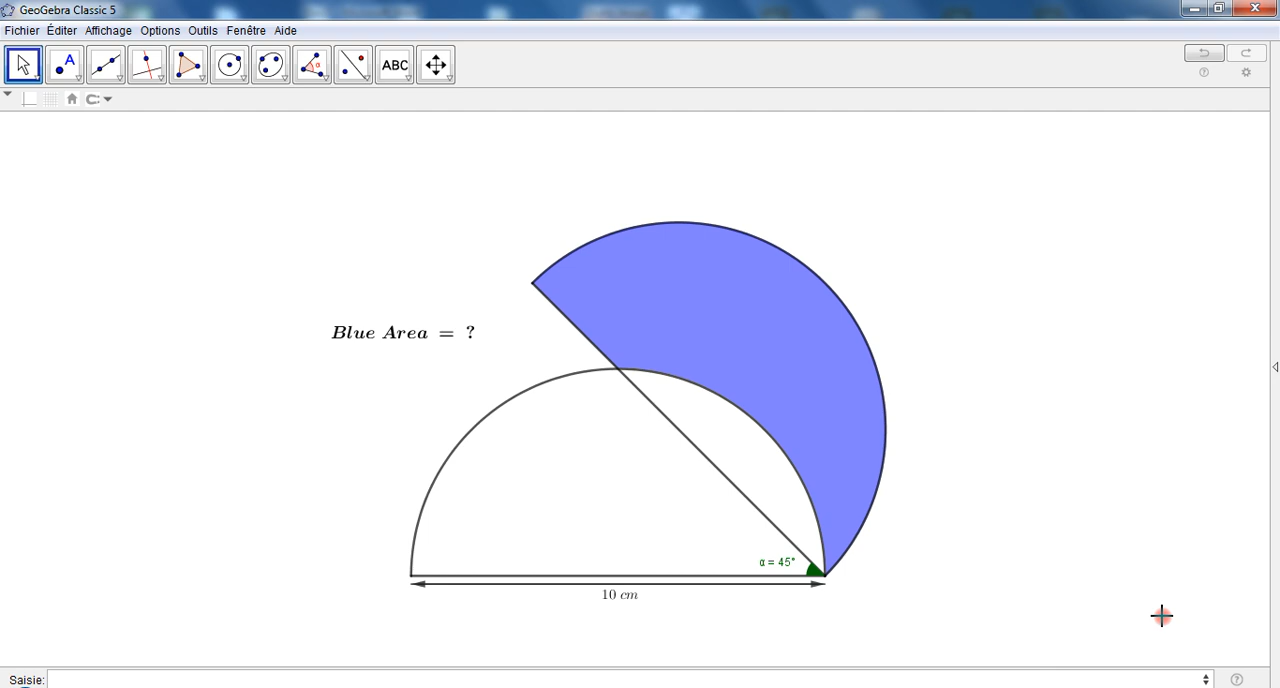 GeoGebra Classic 5
Fichier Éditer Affichage Options Outils Fenêtre Aide
A
α
ABC
Blue Area = ?
α = 45°
10 cm
Saisie: